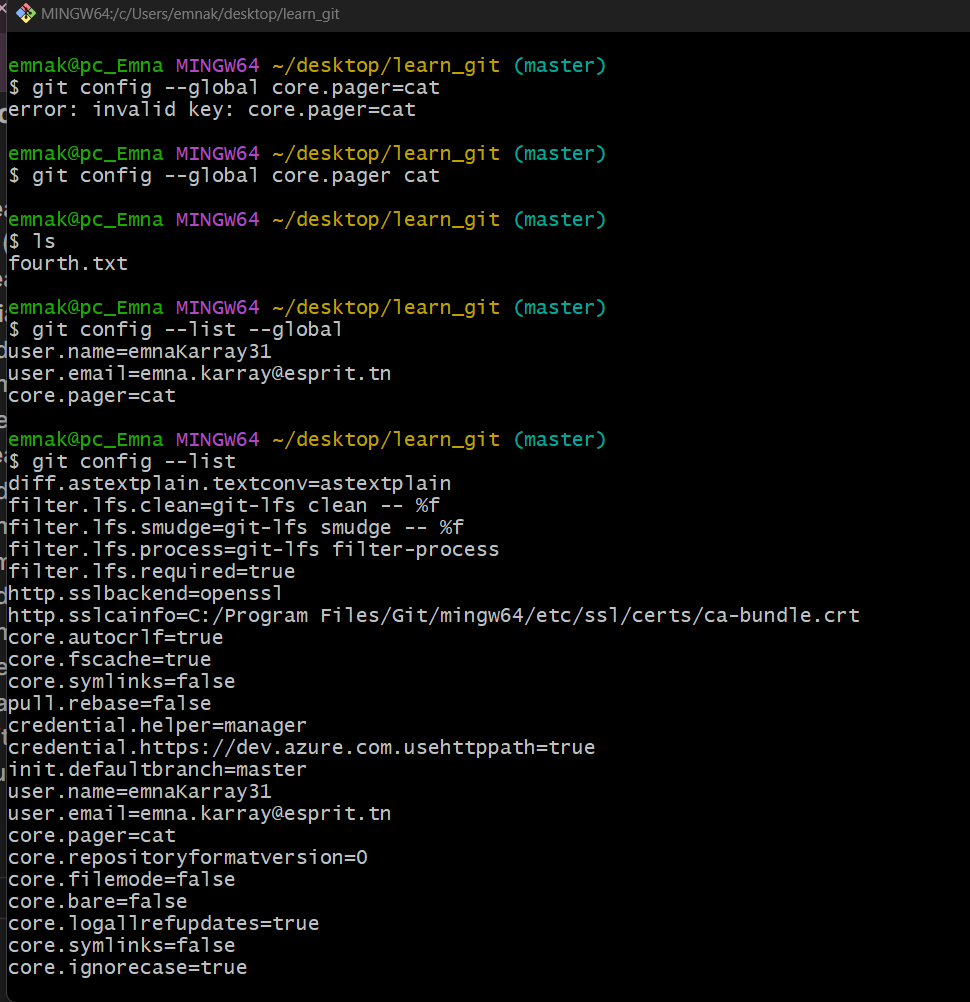 MINGW64:/c/Users/emnak/desktop/learn_git
emnak@pc_Emna MINGW64 ~/desktop/learn_git (master)
$ git config --global core.pager=cat
error: invalid key: core.pager=cat
emnak@pc_Emna MINGW64 ~/desktop/learn_git (master)
$ git config --global core.pager cat
emnak@pc_Emna MINGW64 ~/desktop/learn_git (master)
$ ls
fourth.txt
emnak@pc_Emna MINGW64 ~/desktop/learn_git (master)
$ git config --list --global
user.name=emnaKarray31
user.email=emna.karray@esprit.tn
core.pager=cat
emnak@pc_Emna MINGW64 ~/desktop/learn_git (master)
$ git config --list
diff.astextplain.textconv=astextplain
filter.lfs.clean=git-lfs clean -- %f
filter.lfs.smudge=git-lfs smudge -- %f
filter.lfs.process=git-lfs filter-process
filter.lfs.required=true
http.sslbackend=openssl
http.sslcainfo=C:/Program Files/Git/mingw64/etc/ssl/certs/ca-bundle.crt
core.autocrlf=true
core.fscache=true
core.symlinks=false
pull.rebase=false
credential.helper=manager
credential.https://dev.azure.com.usehttppath=true
init.defaultbranch=master
user.name=emnaKarray31
user.email=emna.karray@esprit.tn
core.pager=cat
core.repositoryformatversion=0
core.filemode=false
core.bare=false
core.logallrefupdates=true
core.symlinks=false
core.ignorecase=true